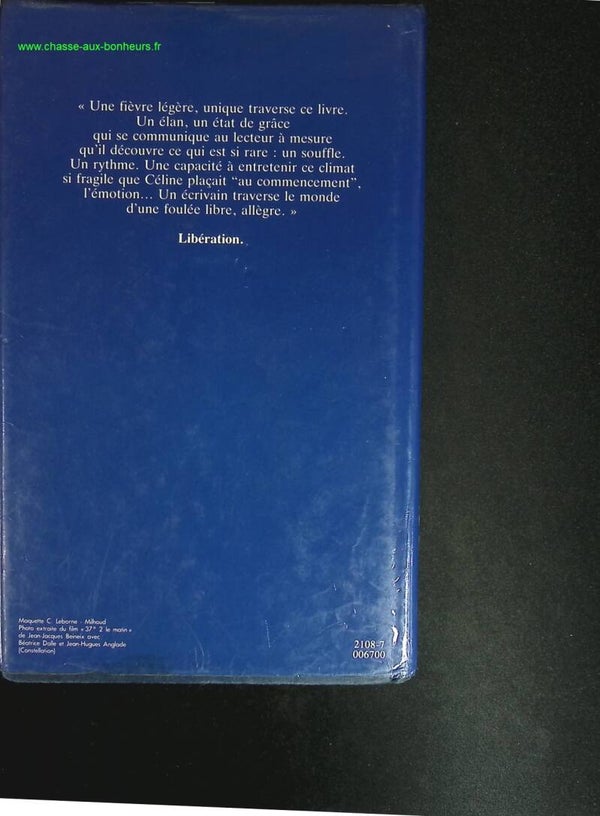 www.chasse-aux-bonheurs.fr
« Une fièvre légère, unique traverse ce livre.
Un élan, un état de grâce
qui se communique au lecteur à mesure
qu'il découvre ce qui est si rare : un souffle.
Un rythme. Une capacité à entretenir ce climat
si fragile que Céline plaçait "au commencement",
l'émotion... Un écrivain traverse le monde
d'une foulée libre, allègre. »
Libération.
Maquette C. Leborne - Milhaud
Photo extraite du film « 37°2 le matin »
de Jean-Jacques Beineix avec
Béatrice Dalle et Jean-Hugues Anglade
(Constellation)
2108-7
006700